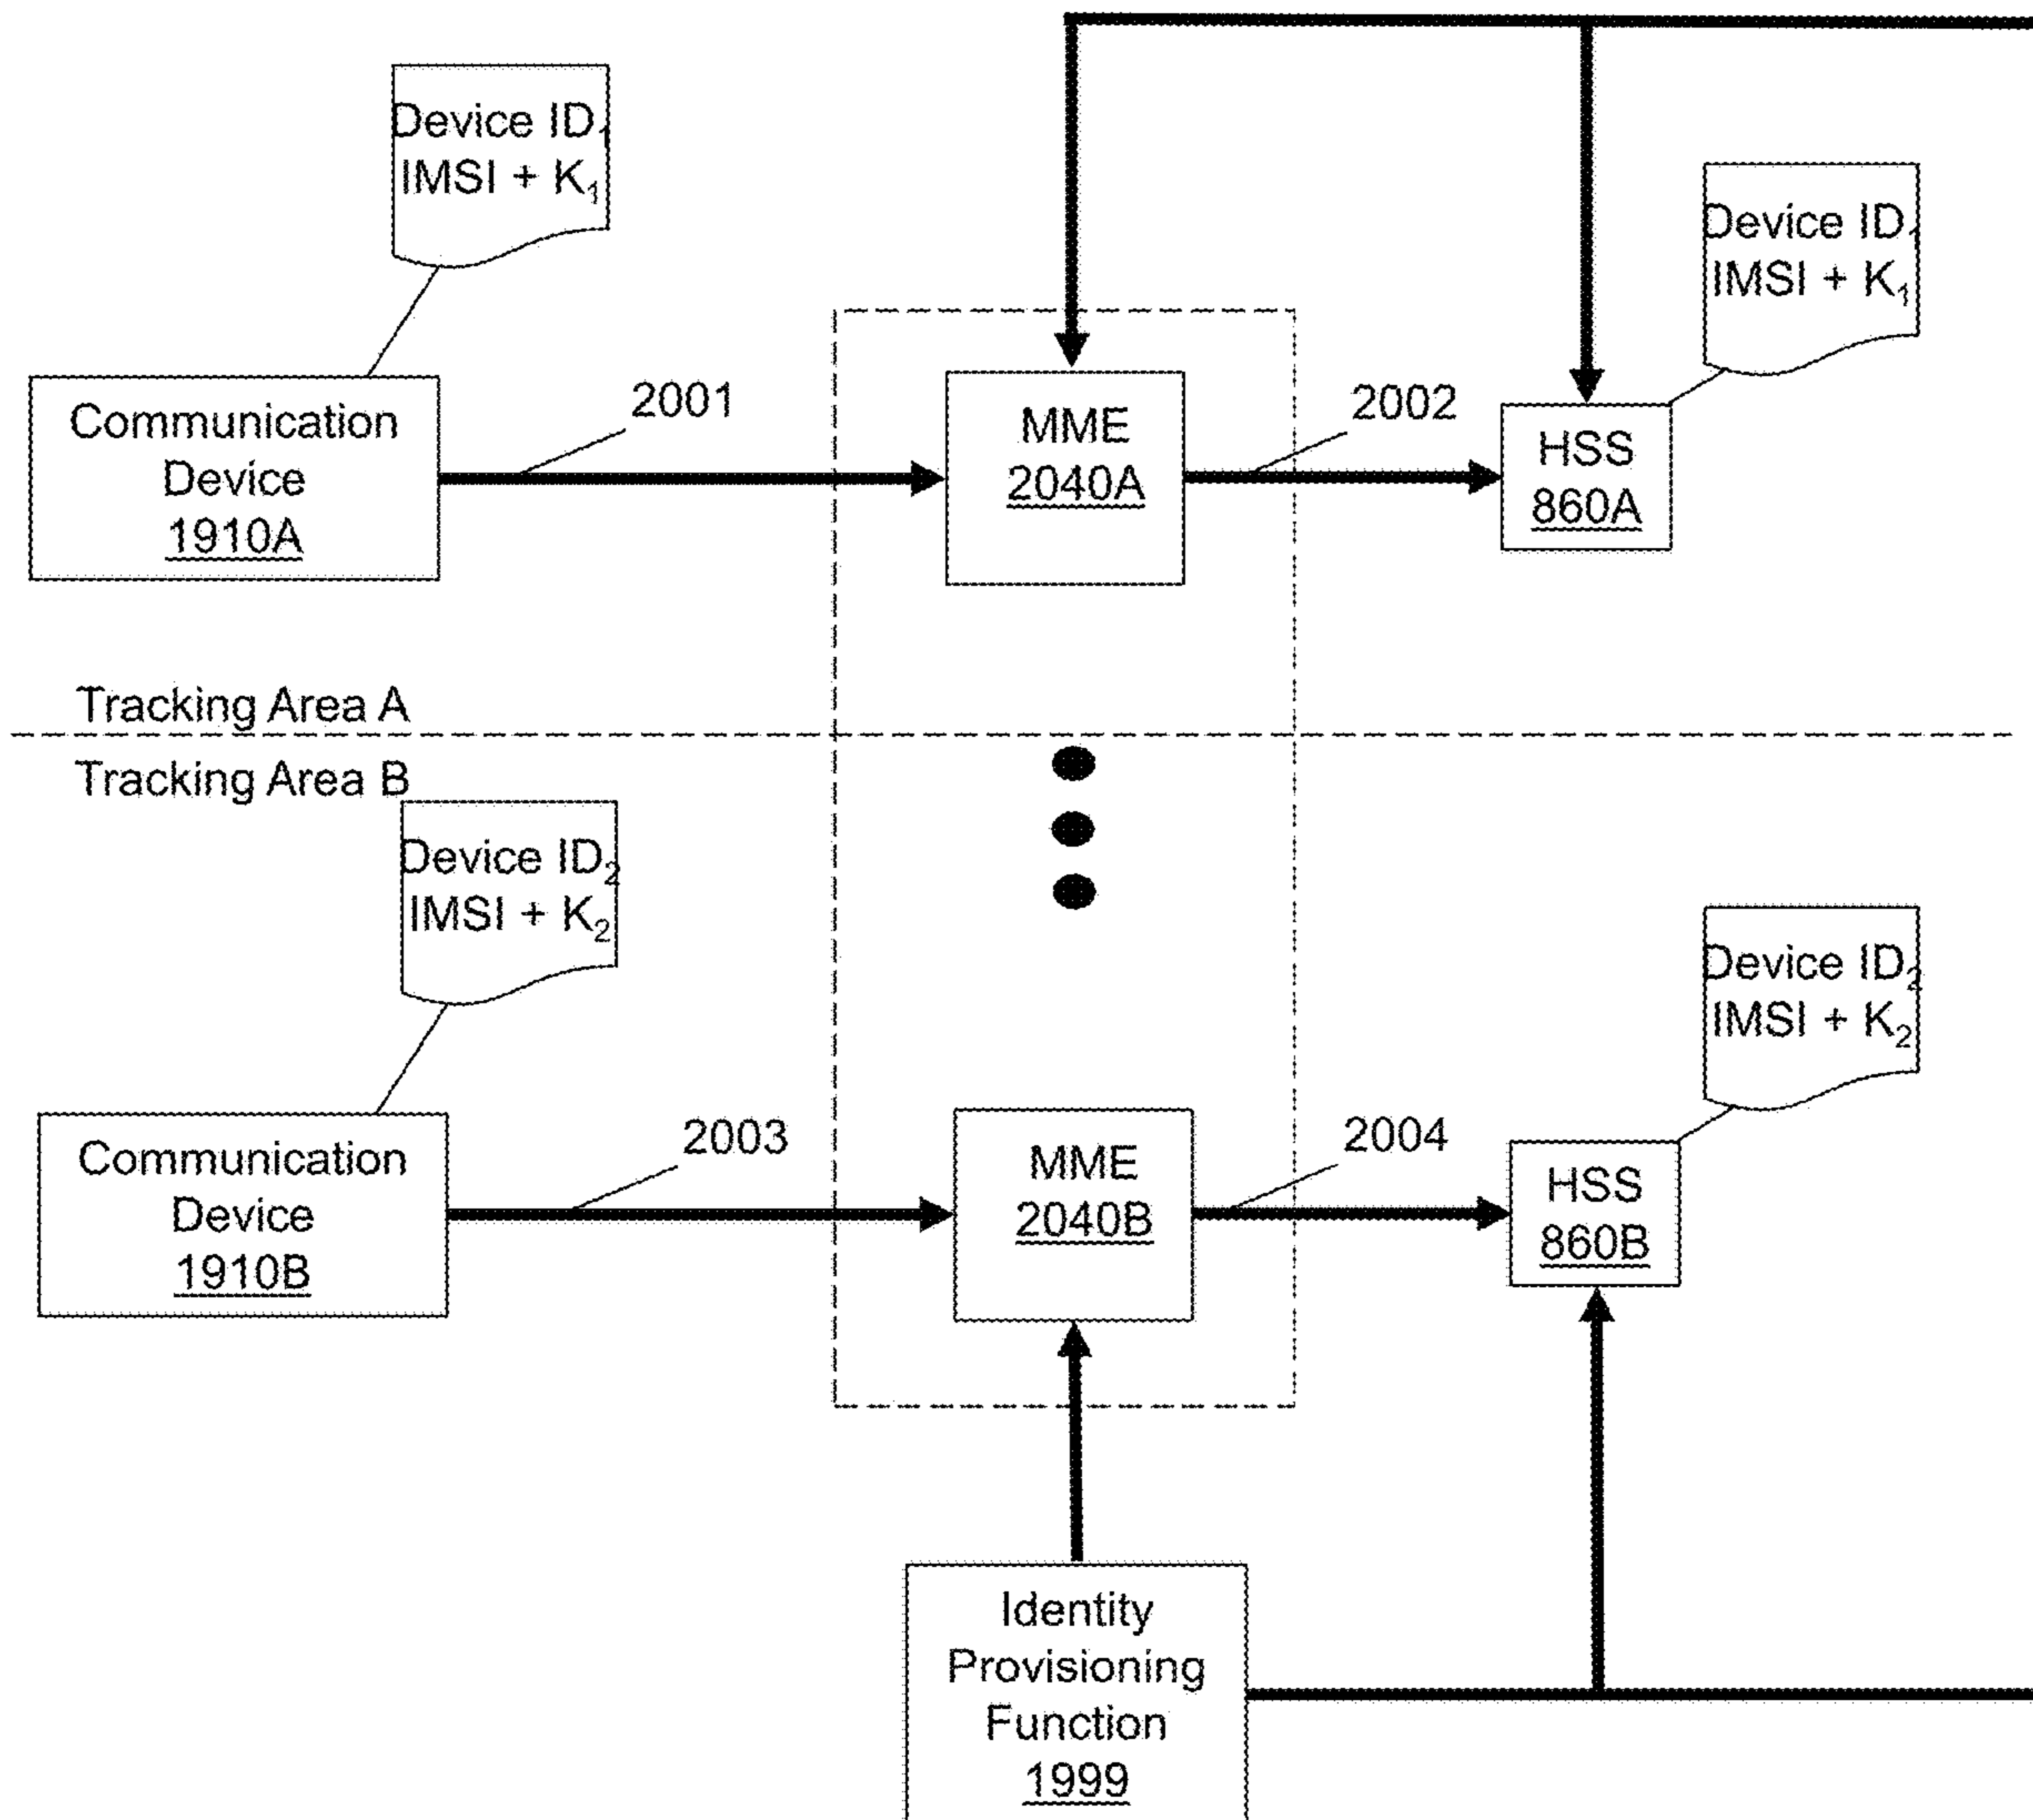 Device ID₁
IMSI + K₁
Device ID₁
IMSI + K₁
Communication
Device
1910A
2001
MME
2040A
2002
HSS
860A
Tracking Area A
Tracking Area B
Device ID₂
IMSI + K₂
Device ID₂
IMSI + K₂
Communication
Device
1910B
2003
MME
2040B
2004
HSS
860B
Identity
Provisioning
Function
1999